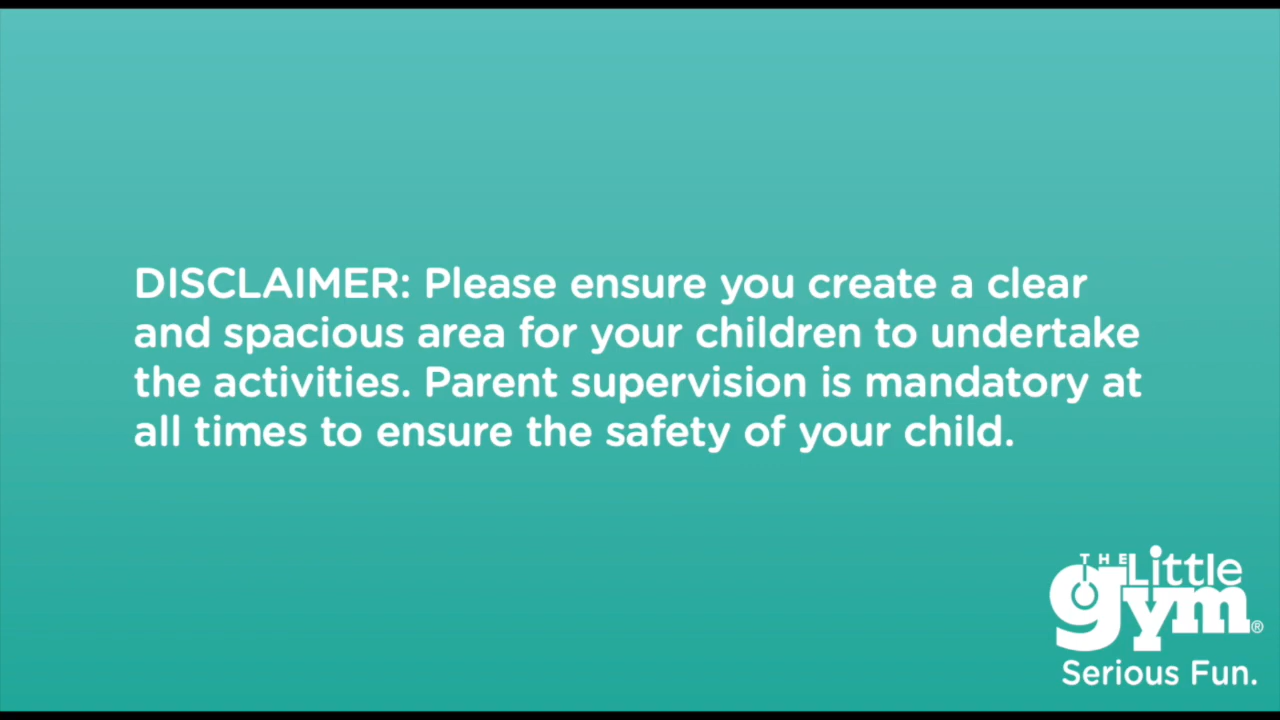 DISCLAIMER: Please ensure you create a clear
and spacious area for your children to undertake
the activities. Parent supervision is mandatory at
all times to ensure the safety of your child.
THE Little
gym®
Serious Fun.